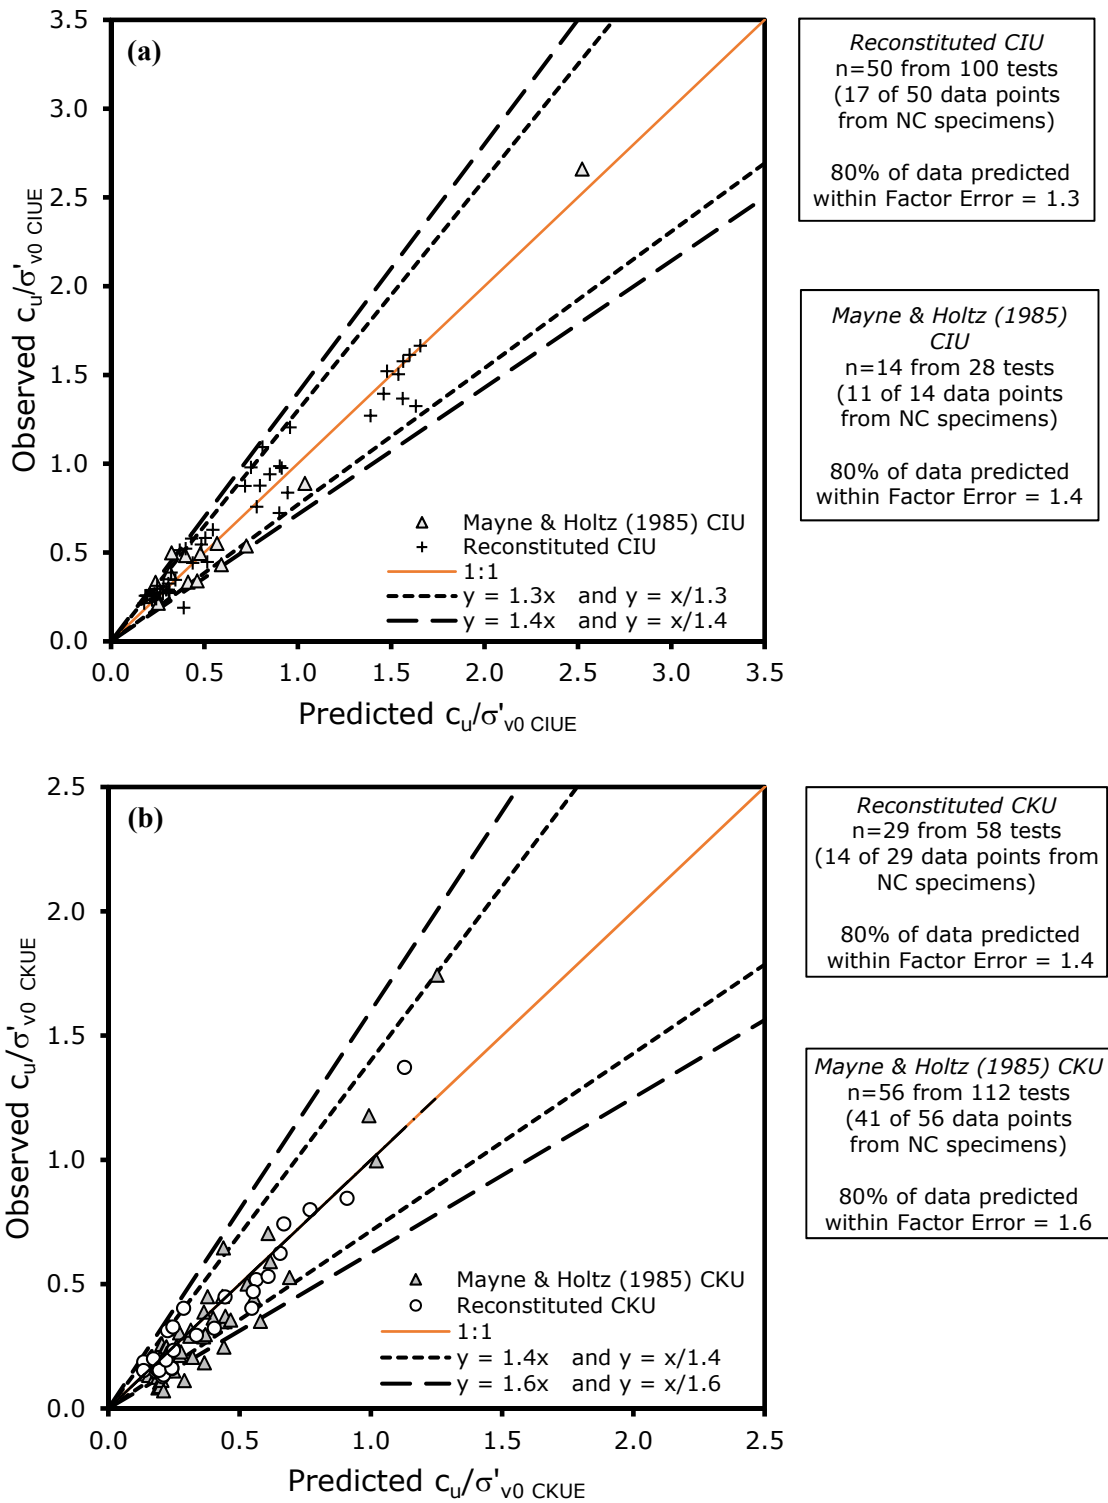 (a)
Observed cu/σ'v0 CIUE
3.5
3.0
2.5
2.0
1.5
1.0
0.5
0.0
Mayne & Holtz (1985) CIU
Reconstituted CIU
1:1
y = 1.3x and y = x/1.3
y = 1.4x and y = x/1.4
0.0 0.5 1.0 1.5 2.0 2.5 3.0 3.5
Predicted cu/σ'v0 CIUE
Reconstituted CIU
n=50 from 100 tests
(17 of 50 data points
from NC specimens)
80% of data predicted
within Factor Error = 1.3
Mayne & Holtz (1985)
CIU
n=14 from 28 tests
(11 of 14 data points
from NC specimens)
80% of data predicted
within Factor Error = 1.4
(b)
Observed cu/σ'v0 CKUE
2.5
2.0
1.5
1.0
0.5
0.0
Mayne & Holtz (1985) CKU
Reconstituted CKU
1:1
y = 1.4x and y = x/1.4
y = 1.6x and y = x/1.6
0.0 0.5 1.0 1.5 2.0 2.5
Predicted cu/σ'v0 CKUE
Reconstituted CKU
n=29 from 58 tests
(14 of 29 data points from
NC specimens)
80% of data predicted
within Factor Error = 1.4
Mayne & Holtz (1985) CKU
n=56 from 112 tests
(41 of 56 data points
from NC specimens)
80% of data predicted
within Factor Error = 1.6